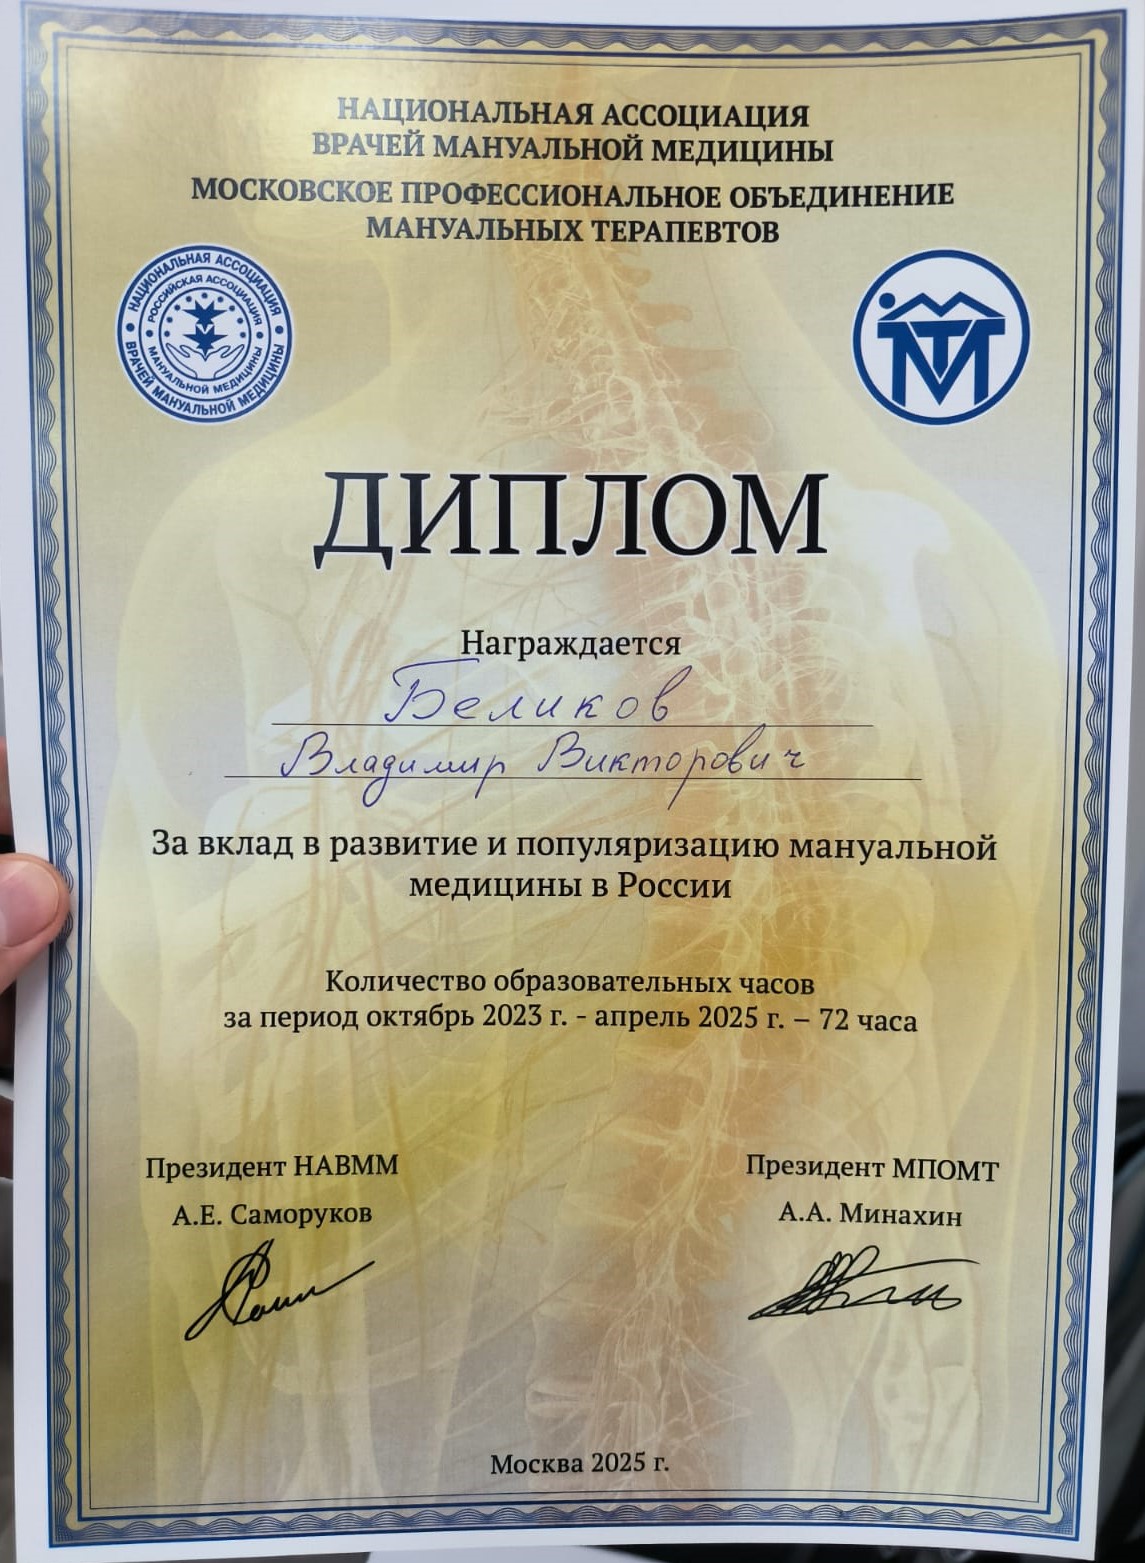 НАЦИОНАЛЬНАЯ АССОЦИАЦИЯ
ВРАЧЕЙ МАНУАЛЬНОЙ МЕДИЦИНЫ
МОСКОВСКОЕ ПРОФЕССИОНАЛЬНОЕ ОБЪЕДИНЕНИЕ
МАНУАЛЬНЫХ ТЕРАПЕВТОВ
НАЦИОНАЛЬНАЯ АССОЦИАЦИЯ
ВРАЧЕЙ МАНУАЛЬНОЙ МЕДИЦИНЫ
РОССИЙСКАЯ АССОЦИАЦИЯ
МАНУАЛЬНОЙ МЕДИЦИНЫ
МТ
ДИПЛОМ
Награждается
Беликов
Владимир Викторович
За вклад в развитие и популяризацию мануальной
медицины в России
Количество образовательных часов
за период октябрь 2023 г. - апрель 2025 г. – 72 часа
Президент НАВММ
А.Е. Саморуков
Президент МПОМТ
А.А. Минахин
Москва 2025 г.